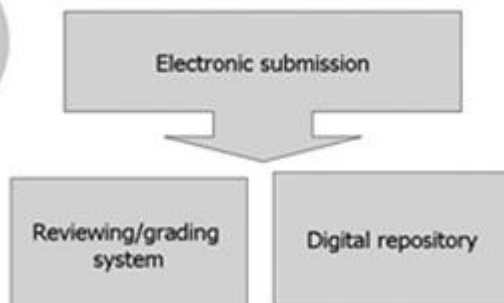 Electronic submission
Reviewing/grading
system
Digital repository